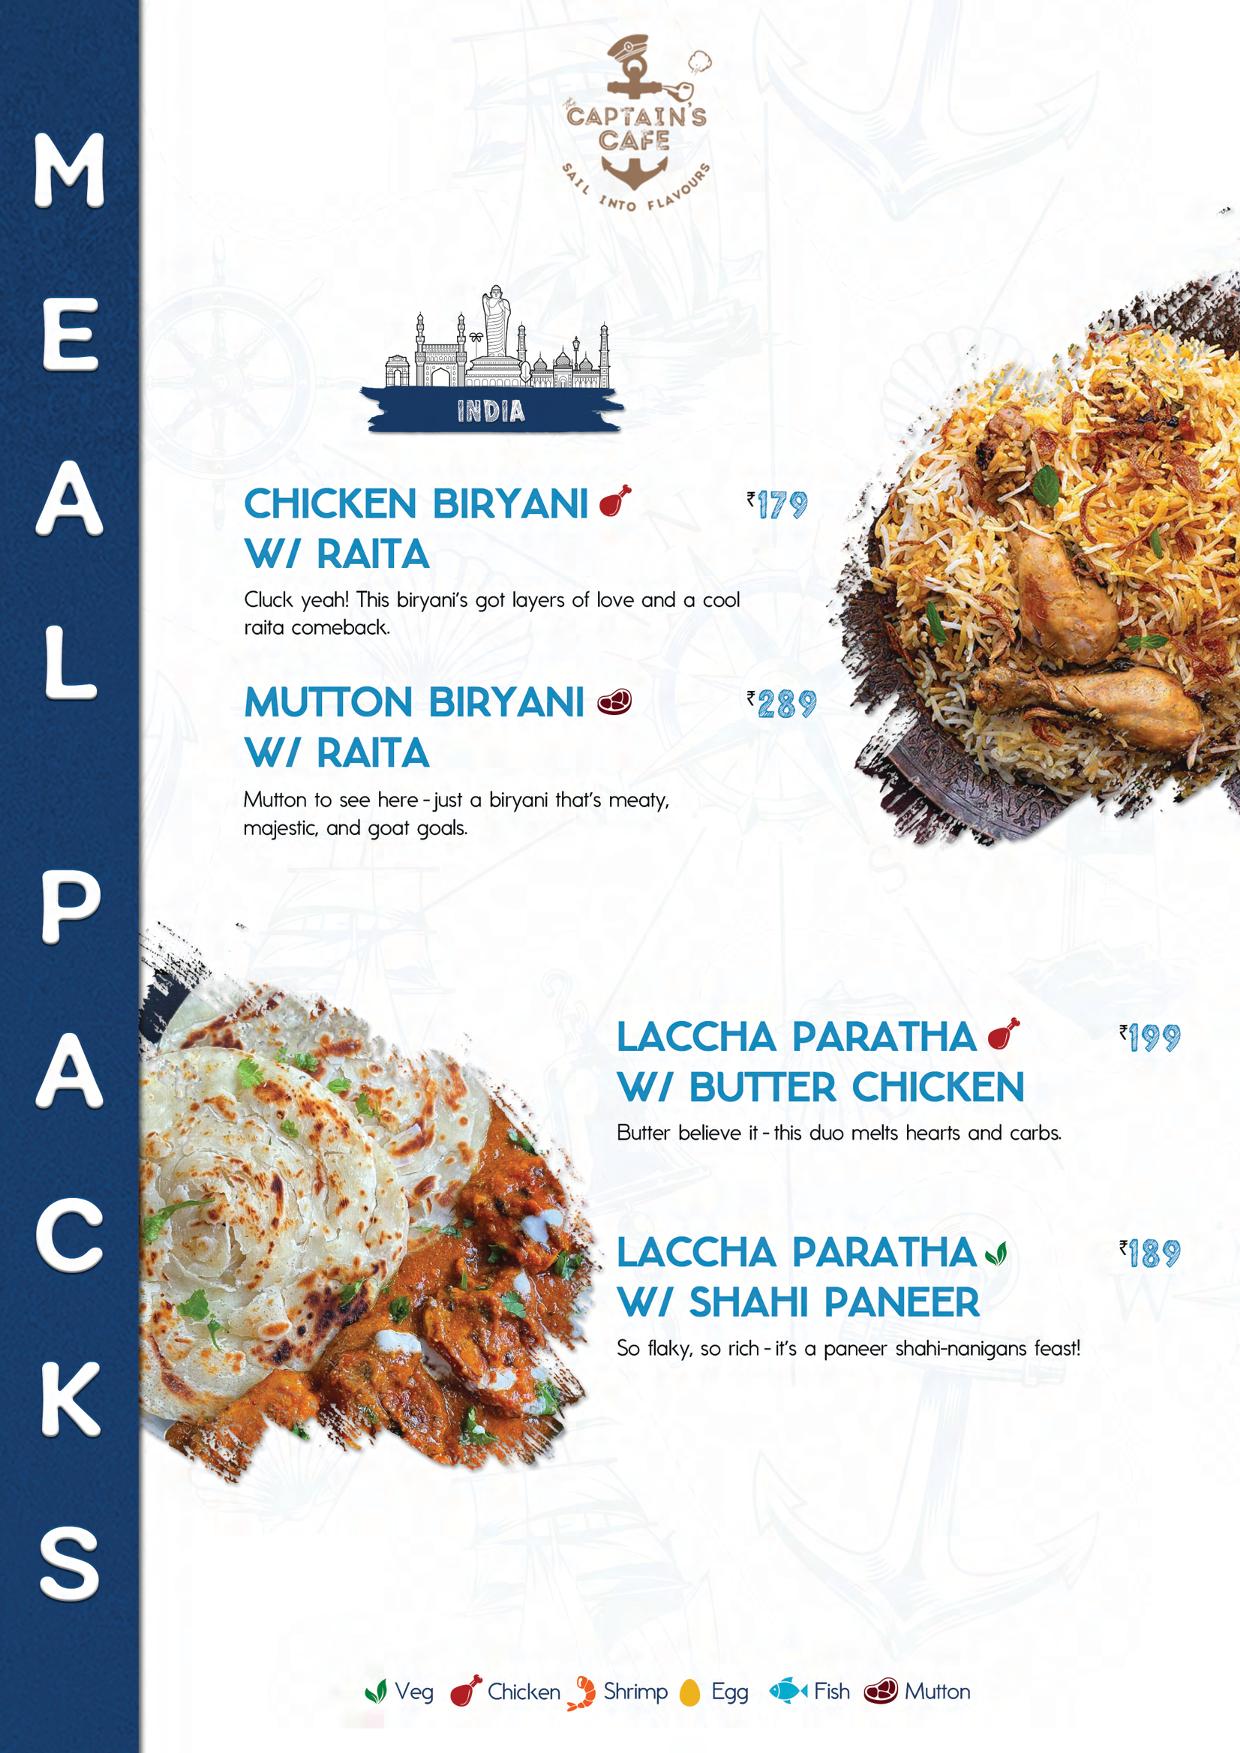 The
CAPTAIN'S
CAFE
SAIL INTO FLAVOURS
MEAL PACKS
INDIA
CHICKEN BIRYANI ₹179
W/ RAITA
Cluck yeah! This biryani's got layers of love and a cool
raita comeback.
MUTTON BIRYANI ₹289
W/ RAITA
Mutton to see here - just a biryani that's meaty,
majestic, and goat goals.
LACCHA PARATHA ₹199
W/ BUTTER CHICKEN
Butter believe it - this duo melts hearts and carbs.
LACCHA PARATHA ₹189
W/ SHAHI PANEER
So flaky, so rich - it's a paneer shahi-nanigans feast!
Veg Chicken Shrimp Egg Fish Mutton